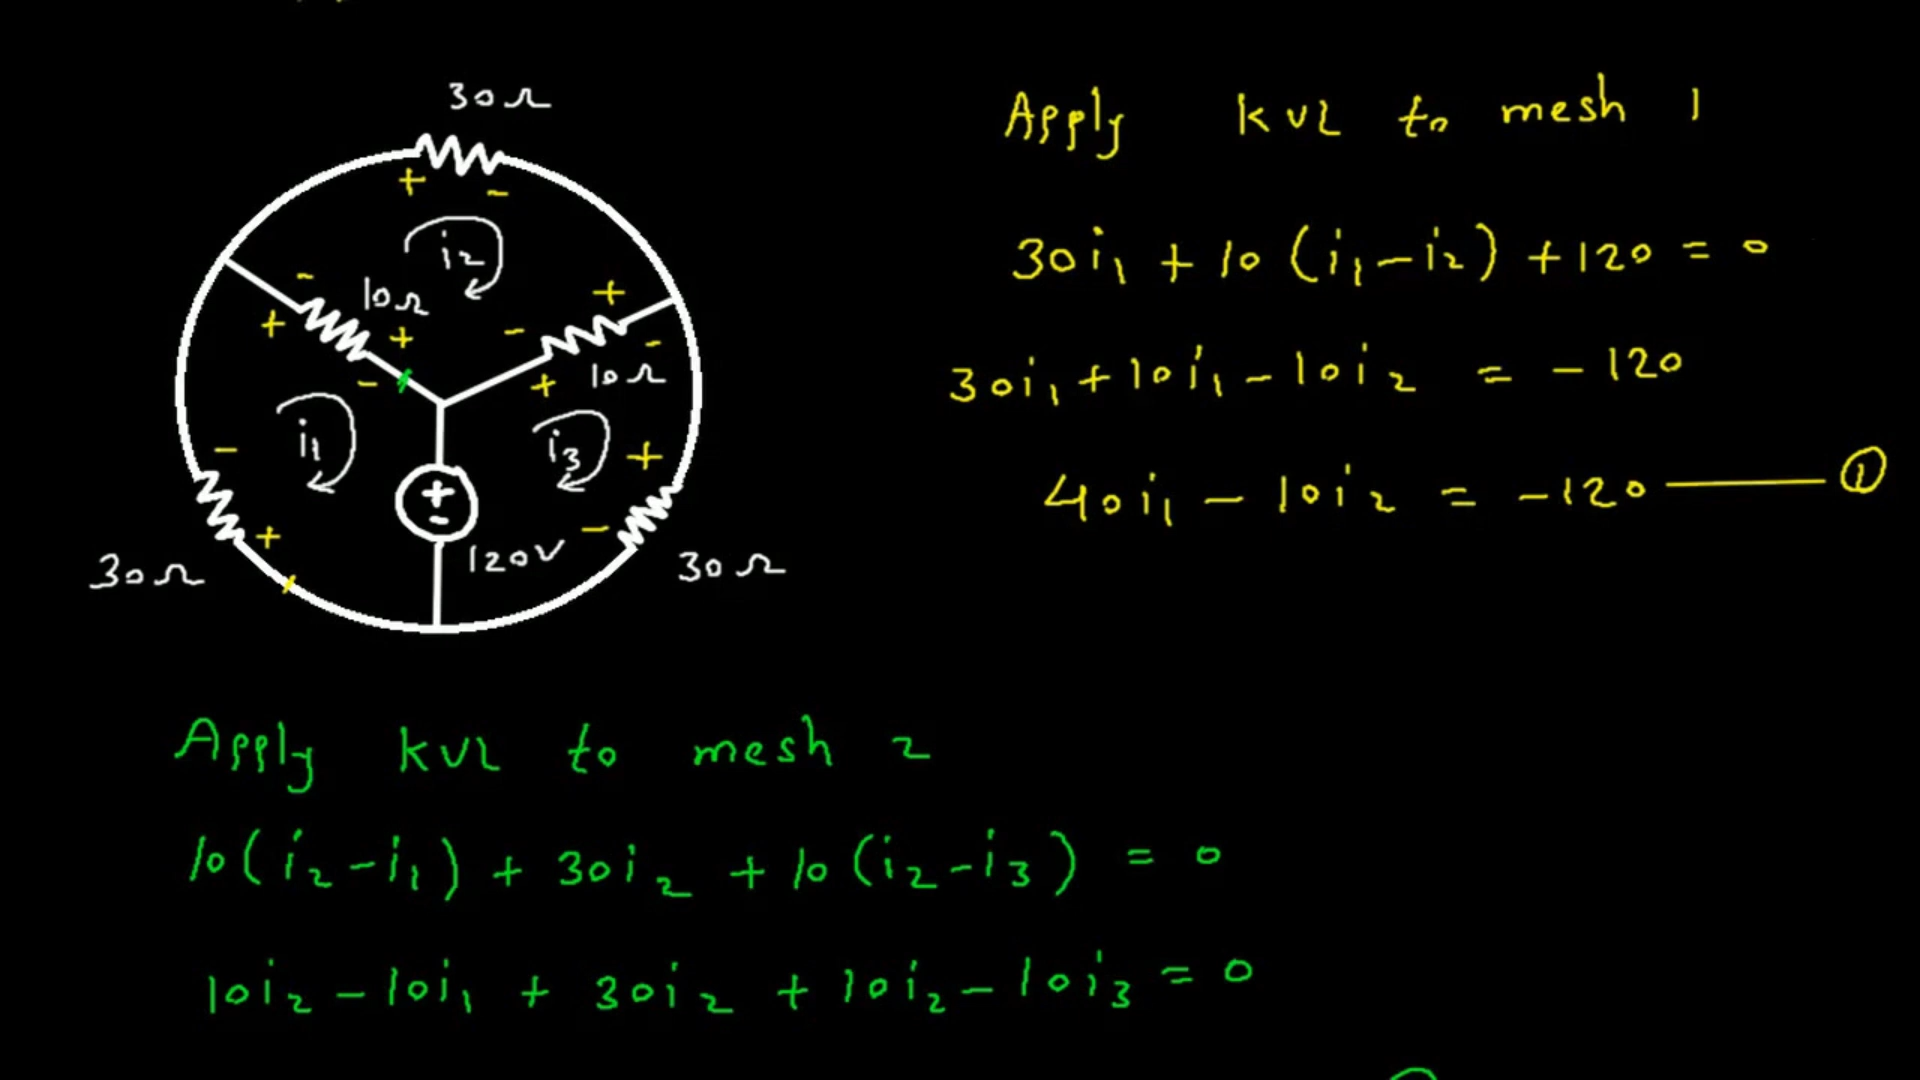 30Ω
+ -
i₂
- 10Ω +
+ - +
- + 10Ω -
i₁ i₃
- +
+ -
+
-
120V
30Ω 30Ω
Apply KVL to mesh 1
30i₁ + 10(i₁-i₂) + 120 = 0
30i₁ + 10i₁ - 10i₂ = -120
40i₁ - 10i₂ = -120 —— ①
Apply KVL to mesh 2
10(i₂-i₁) + 30i₂ + 10(i₂-i₃) = 0
10i₂ - 10i₁ + 30i₂ + 10i₂ - 10i₃ = 0